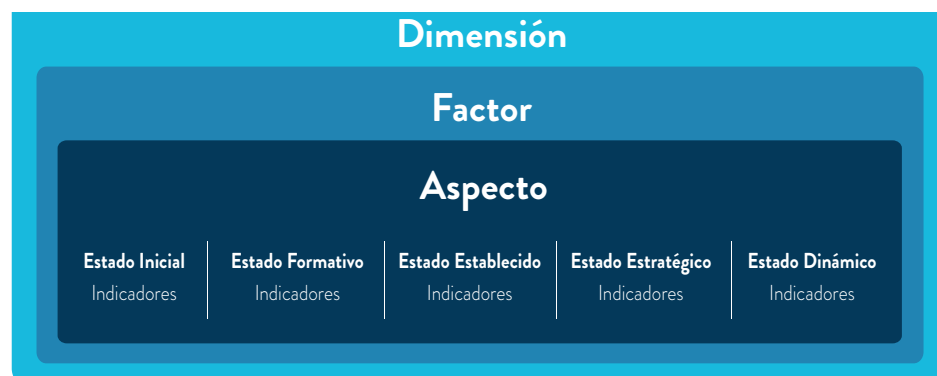 Dimensión
Factor
Aspecto
Estado Inicial Estado Formativo Estado Establecido Estado Estratégico Estado Dinámico
Indicadores Indicadores Indicadores Indicadores Indicadores